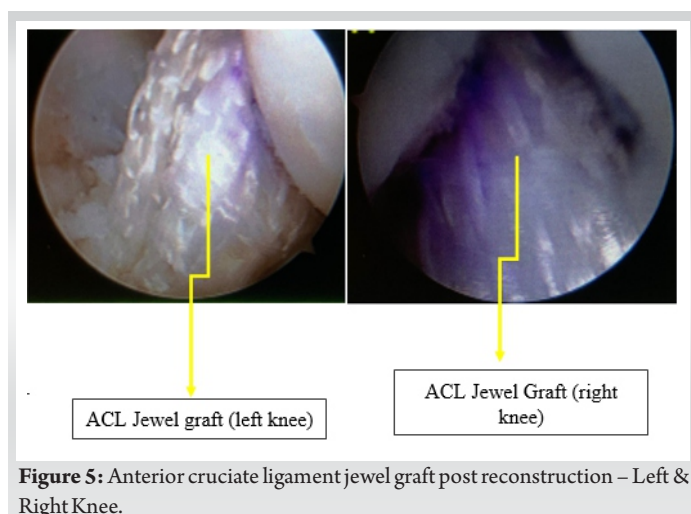 ACL Jewel graft (left knee)
ACL Jewel Graft (right
knee)
Figure 5: Anterior cruciate ligament jewel graft post reconstruction – Left &
Right Knee.